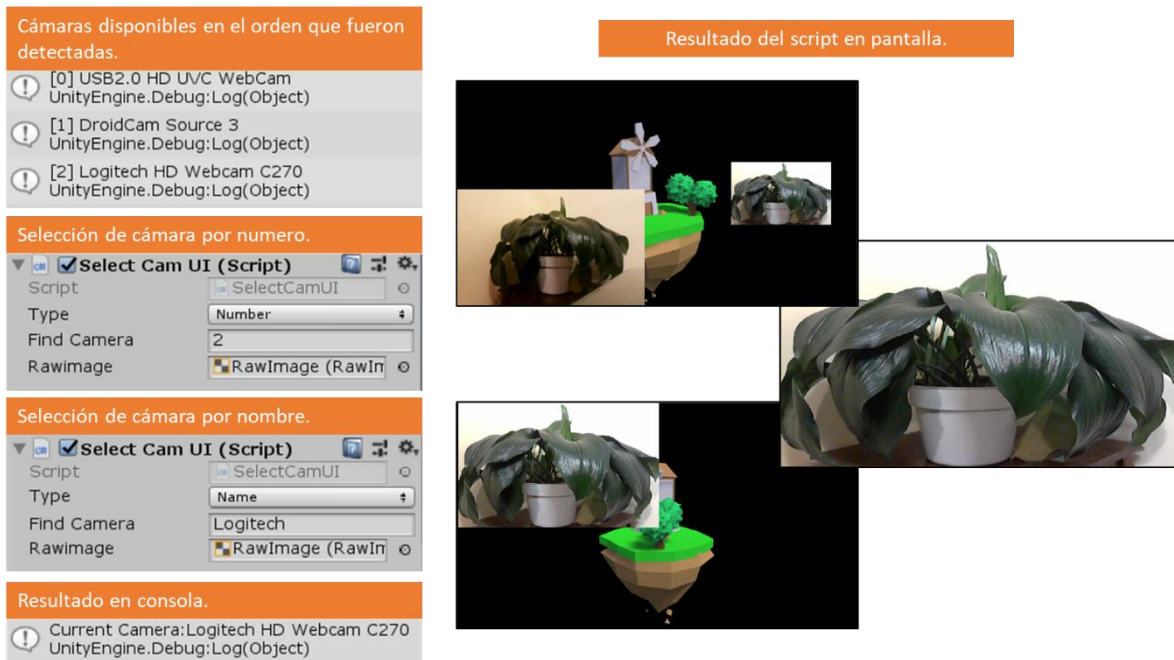 Cámaras disponibles en el orden que fueron
detectadas.
[0] USB2.0 HD UVC WebCam
UnityEngine.Debug:Log(Object)
[1] DroidCam Source 3
UnityEngine.Debug:Log(Object)
[2] Logitech HD Webcam C270
UnityEngine.Debug:Log(Object)
Selección de cámara por numero.
Select Cam UI (Script)
Script SelectCamUI
Type Number
Find Camera 2
Rawimage RawImage (RawIm
Selección de cámara por nombre.
Select Cam UI (Script)
Script SelectCamUI
Type Name
Find Camera Logitech
Rawimage RawImage (RawIm
Resultado en consola.
Current Camera:Logitech HD Webcam C270
UnityEngine.Debug:Log(Object)
Resultado del script en pantalla.